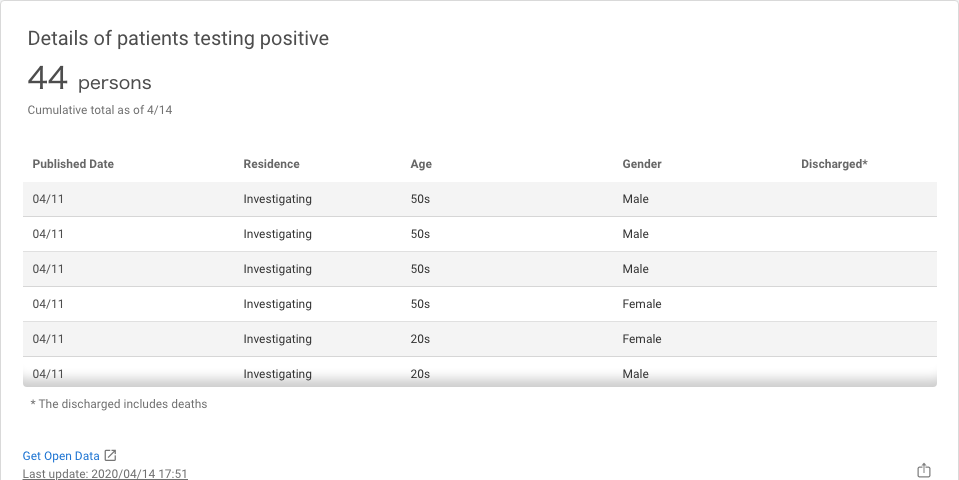 Details of patients testing positive
44 persons
Cumulative total as of 4/14
Published Date Residence Age Gender Discharged*
04/11 Investigating 50s Male
04/11 Investigating 50s Male
04/11 Investigating 50s Male
04/11 Investigating 50s Female
04/11 Investigating 20s Female
04/11 Investigating 20s Male
* The discharged includes deaths
Get Open Data
Last update: 2020/04/14 17:51